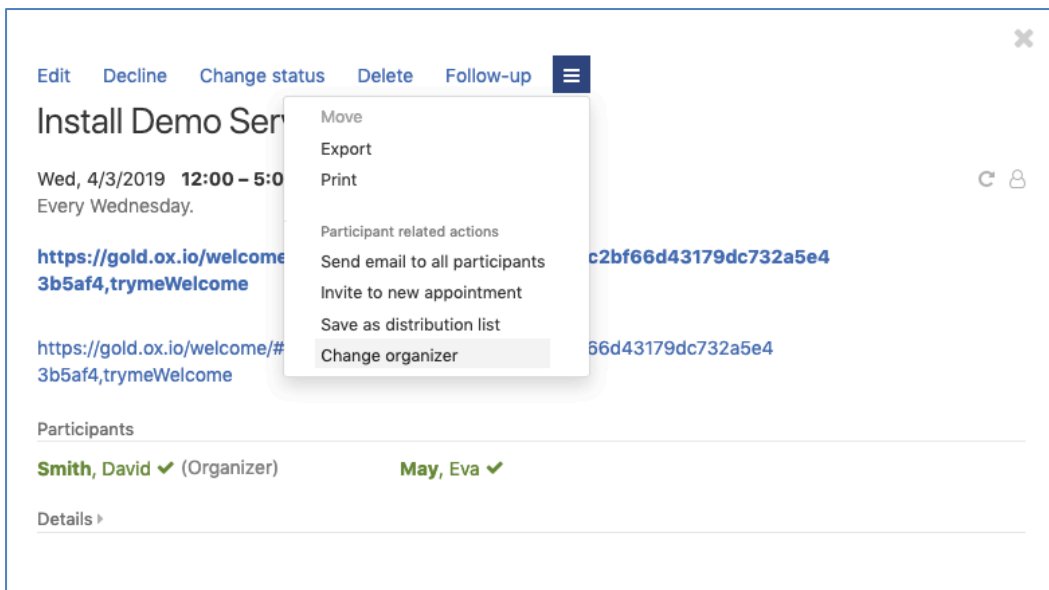 Edit Decline Change status Delete Follow-up
Install Demo Ser
Move
Export
Print
Wed, 4/3/2019 12:00 – 5:0
Every Wednesday.
Participant related actions
Send email to all participants
Invite to new appointment
Save as distribution list
Change organizer
https://gold.ox.io/welcome c2bf66d43179dc732a5e4
3b5af4,trymeWelcome
https://gold.ox.io/welcome/# 66d43179dc732a5e4
3b5af4,trymeWelcome
Participants
Smith, David ✔ (Organizer) May, Eva ✔
Details